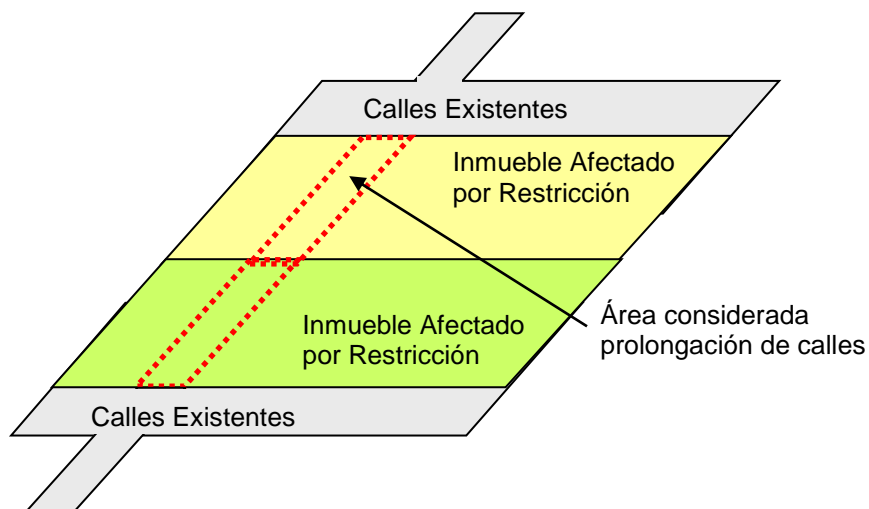 Calles Existentes
Inmueble Afectado
por Restricción
Área considerada
prolongación de calles
Inmueble Afectado
por Restricción
Calles Existentes